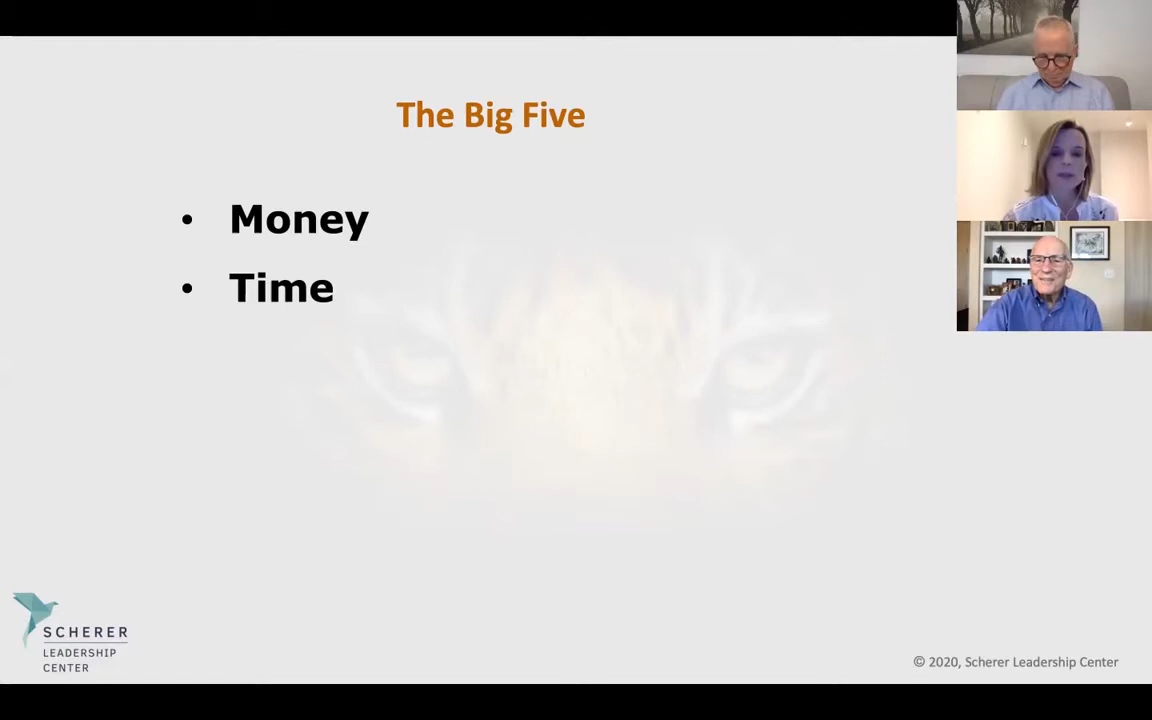 The Big Five
• Money
• Time
SCHERER
LEADERSHIP
CENTER
© 2020, Scherer Leadership Center